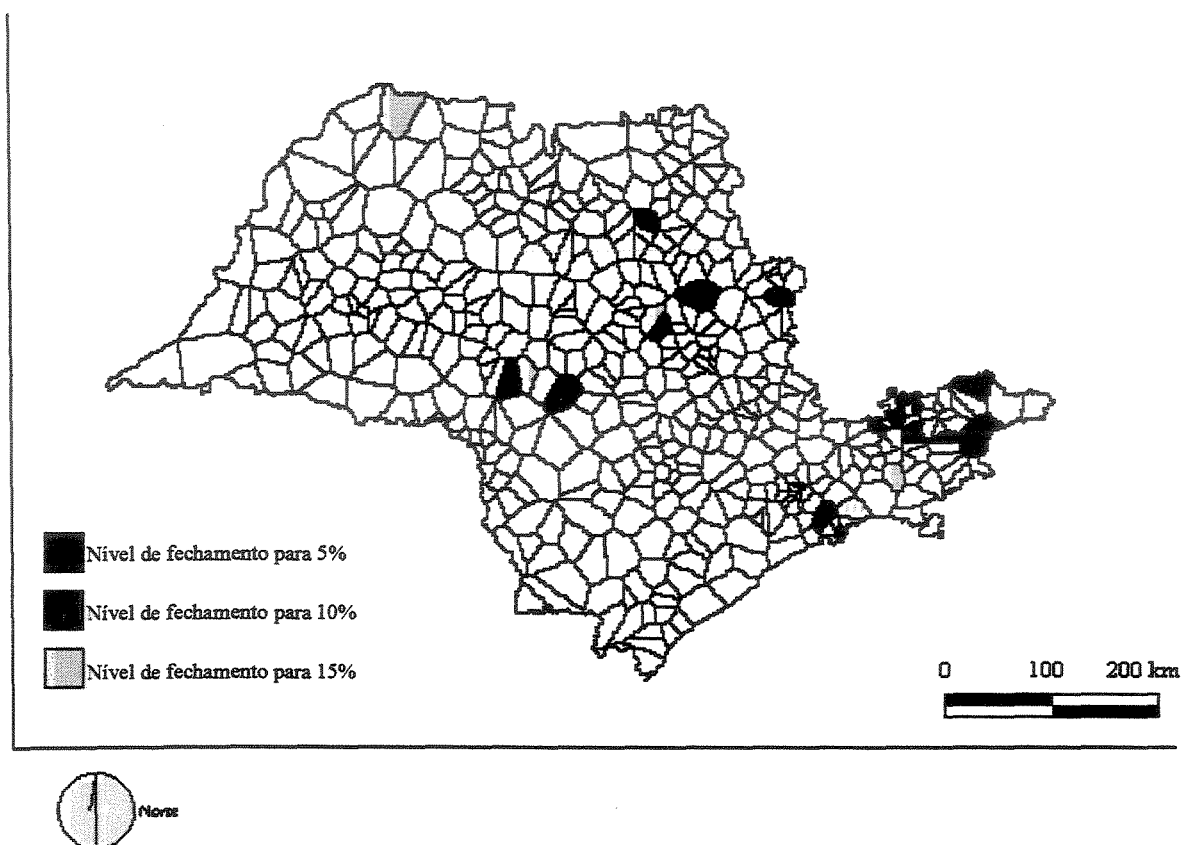 Nível de fechamento para 5%
Nível de fechamento para 10%
Nível de fechamento para 15%
0 100 200 km
Norte